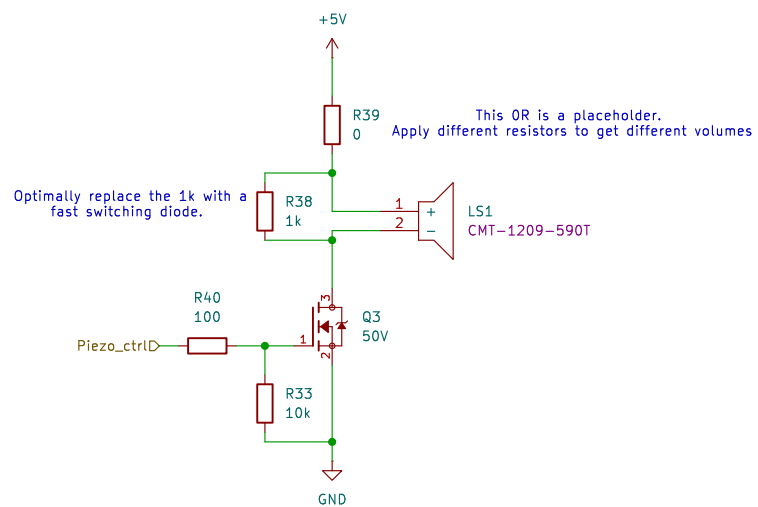 +5V
R39
0
This 0R is a placeholder.
Apply different resistors to get different volumes
Optimally replace the 1k with a
fast switching diode.
R38
1k
1
+
2
−
LS1
CMT-1209-590T
R40
100
3
Q3
50V
Piezo_ctrl
1
2
R33
10k
GND